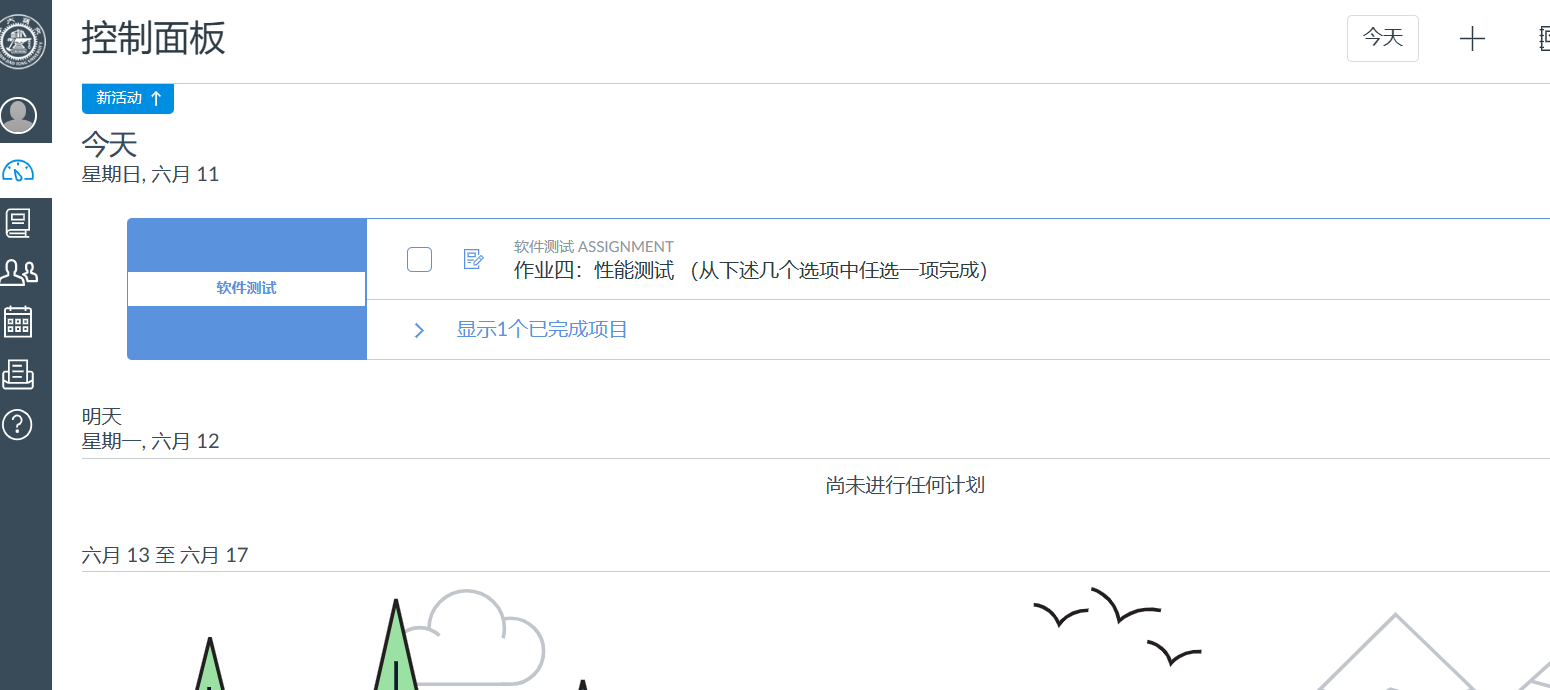 控制面板
今天
新活动
今天
星期日, 六月 11
软件测试 ASSIGNMENT
作业四：性能测试 （从下述几个选项中任选一项完成)
软件测试
显示1个已完成项目
明天
星期一, 六月 12
尚未进行任何计划
六月 13 至 六月 17